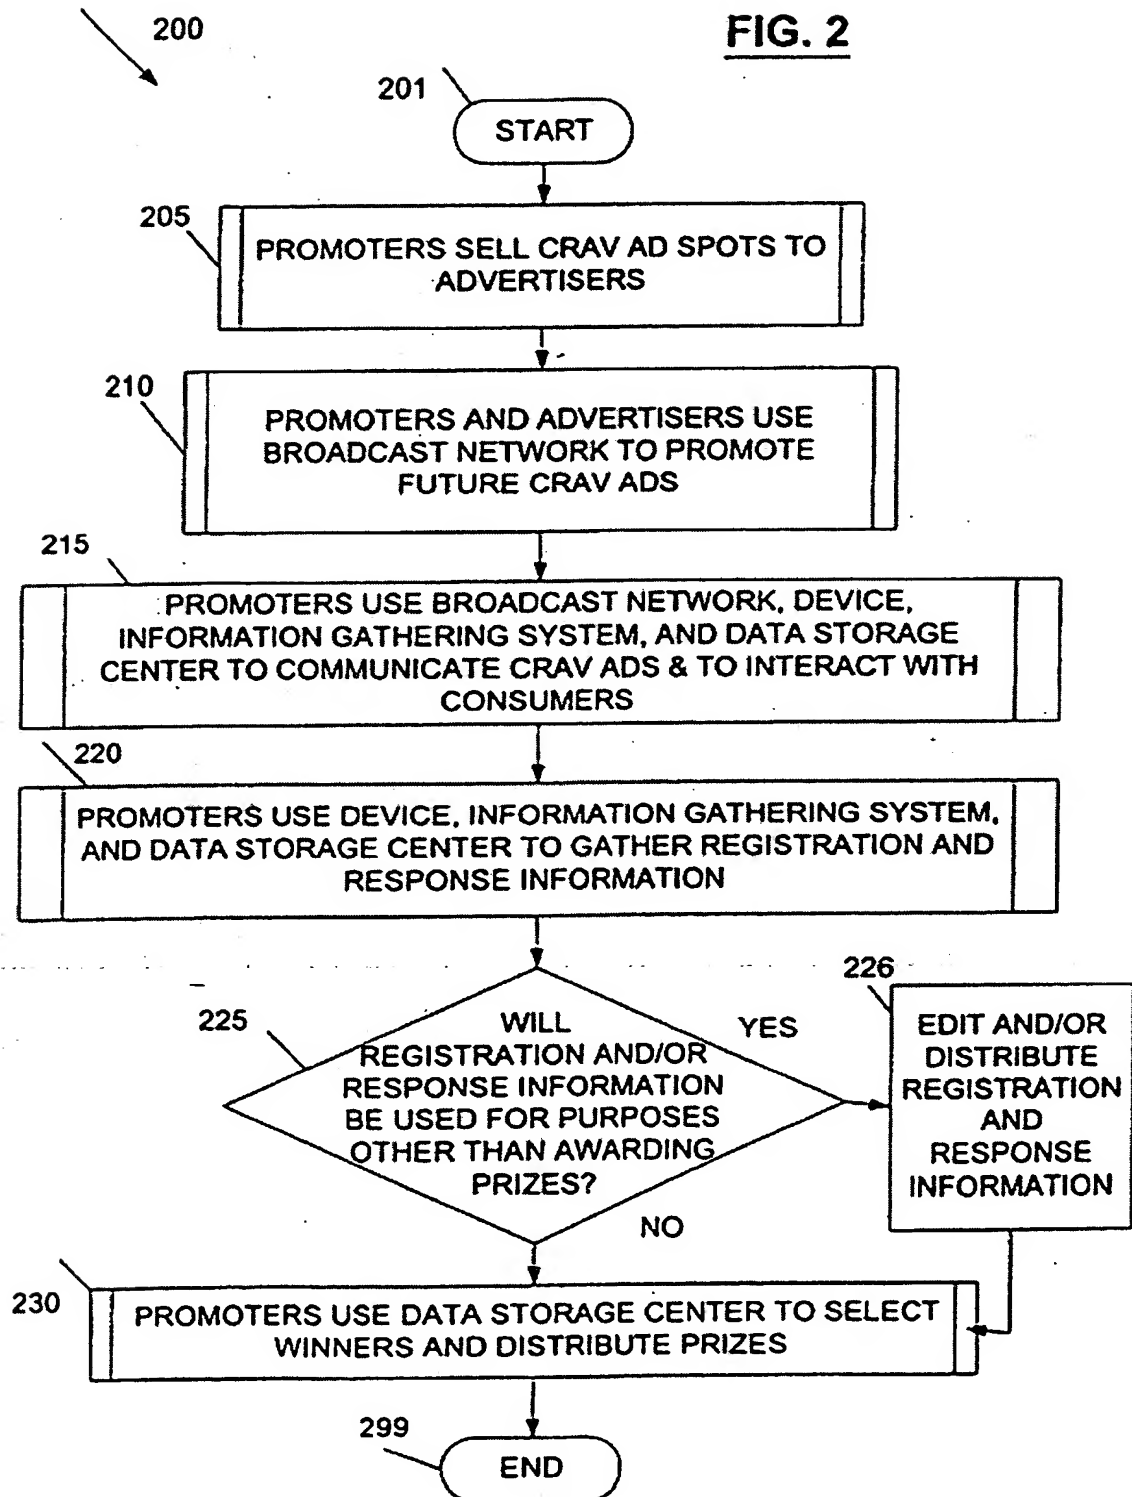 200
FIG. 2
201
START
205
PROMOTERS SELL CRAV AD SPOTS TO
ADVERTISERS
210
PROMOTERS AND ADVERTISERS USE
BROADCAST NETWORK TO PROMOTE
FUTURE CRAV ADS
215
PROMOTERS USE BROADCAST NETWORK, DEVICE,
INFORMATION GATHERING SYSTEM, AND DATA STORAGE
CENTER TO COMMUNICATE CRAV ADS & TO INTERACT WITH
CONSUMERS
220
PROMOTERS USE DEVICE, INFORMATION GATHERING SYSTEM,
AND DATA STORAGE CENTER TO GATHER REGISTRATION AND
RESPONSE INFORMATION
225
WILL
REGISTRATION AND/OR
RESPONSE INFORMATION
BE USED FOR PURPOSES
OTHER THAN AWARDING
PRIZES?
YES
NO
226
EDIT AND/OR
DISTRIBUTE
REGISTRATION
AND
RESPONSE
INFORMATION
230
PROMOTERS USE DATA STORAGE CENTER TO SELECT
WINNERS AND DISTRIBUTE PRIZES
299
END